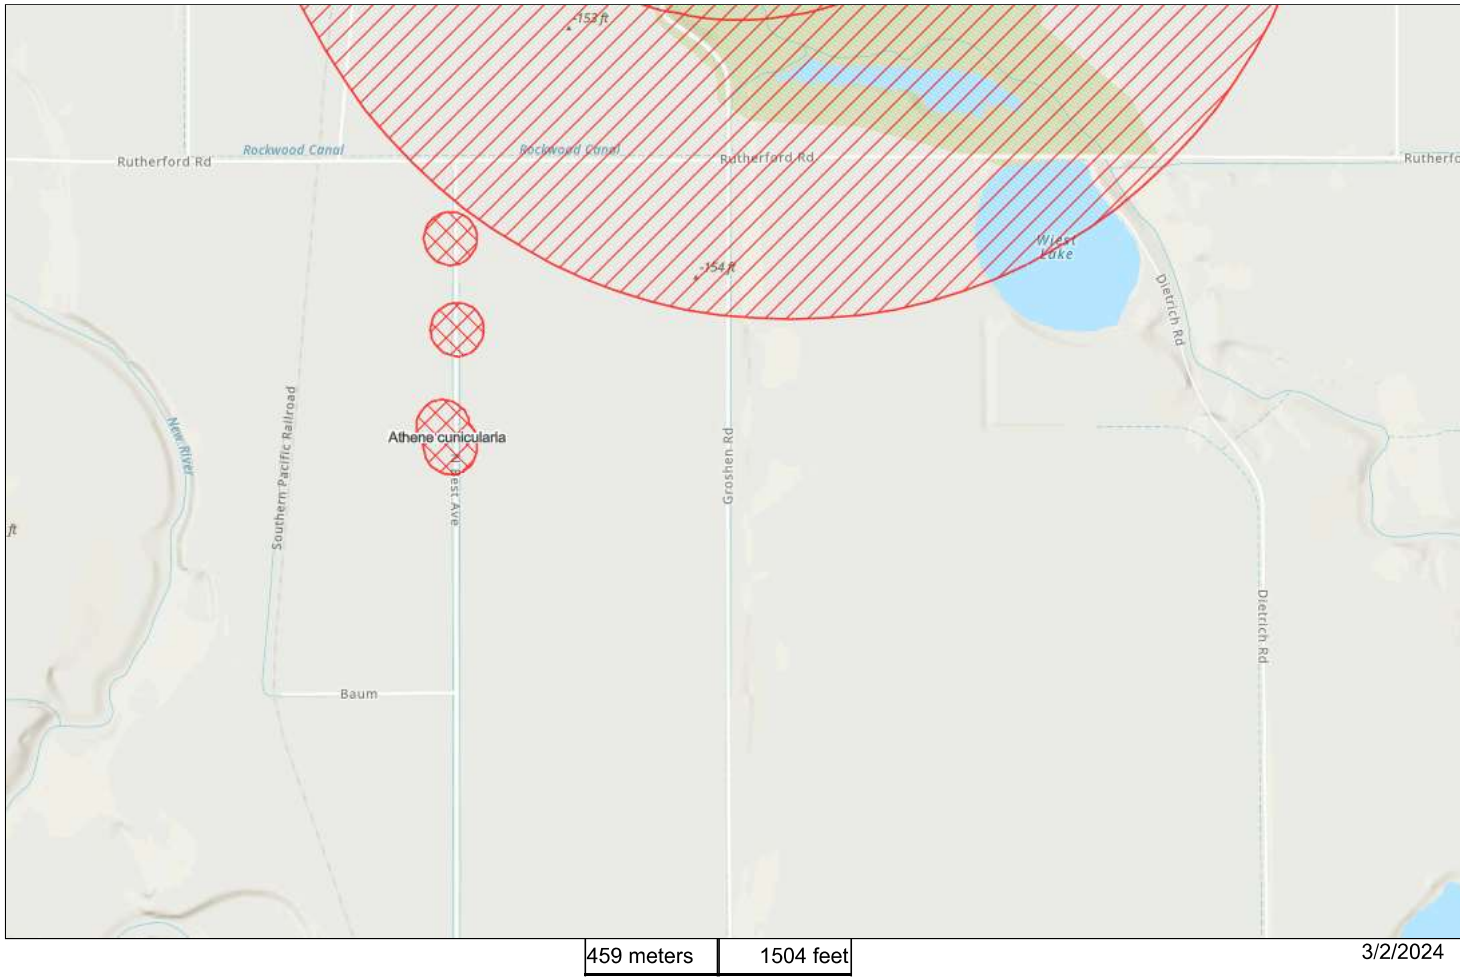 -153 ft
Rockwood Canal
Rockwood Canal
Rutherford Rd
Rutherford Rd
Rutherfo
Wiest
Lake
-154 ft
Dietrich Rd
New River
Southern Pacific Railroad
Athene cunicularia
N Best Ave
Groshen Rd
ft
Dietrich Rd
Baum
459 meters
1504 feet
3/2/2024